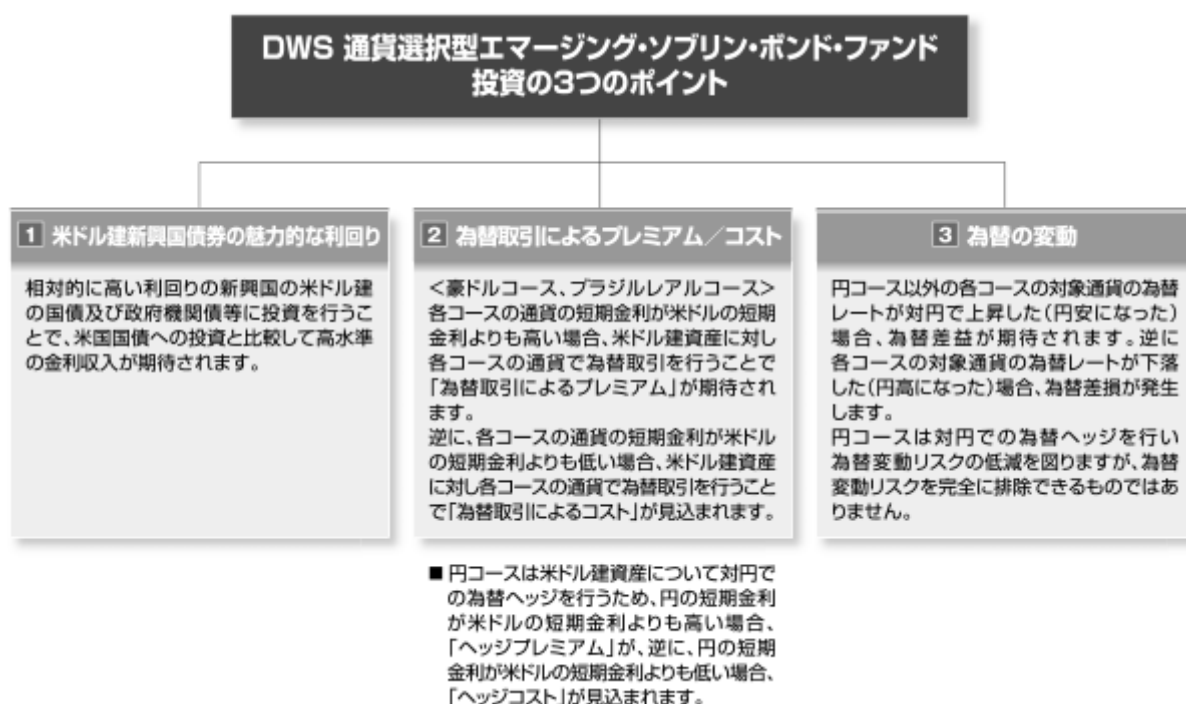 DWS 通貨選択型エマージング・ソブリン・ボンド・ファンド
投資の3つのポイント
1 米ドル建新興国債券の魅力的な利回り
相対的に高い利回りの新興国の米ドル建
の国債及び政府機関債等に投資を行うこ
とで、米国国債への投資と比較して高水準
の金利収入が期待されます。
2 為替取引によるプレミアム／コスト
＜豪ドルコース、ブラジルレアルコース＞
各コースの通貨の短期金利が米ドルの短期
金利よりも高い場合、米ドル建資産に対し
各コースの通貨で為替取引を行うことで
「為替取引によるプレミアム」が期待され
ます。
逆に、各コースの通貨の短期金利が米ドル
の短期金利よりも低い場合、米ドル建資産
に対し各コースの通貨で為替取引を行うこと
で「為替取引によるコスト」が見込まれます。
■ 円コースは米ドル建資産について対円で
の為替ヘッジを行うため、円の短期金利
が米ドルの短期金利よりも高い場合、
「ヘッジプレミアム」が、逆に、円の短期
金利が米ドルの短期金利よりも低い場合、
「ヘッジコスト」が見込まれます。
3 為替の変動
円コース以外の各コースの対象通貨の為替
レートが対円で上昇した（円安になった）
場合、為替差益が期待されます。逆に
各コースの対象通貨の為替レートが下落
した（円高になった）場合、為替差損が発生
します。
円コースは対円での為替ヘッジを行い
為替変動リスクの低減を図りますが、為替
変動リスクを完全に排除できるものではあ
りません。